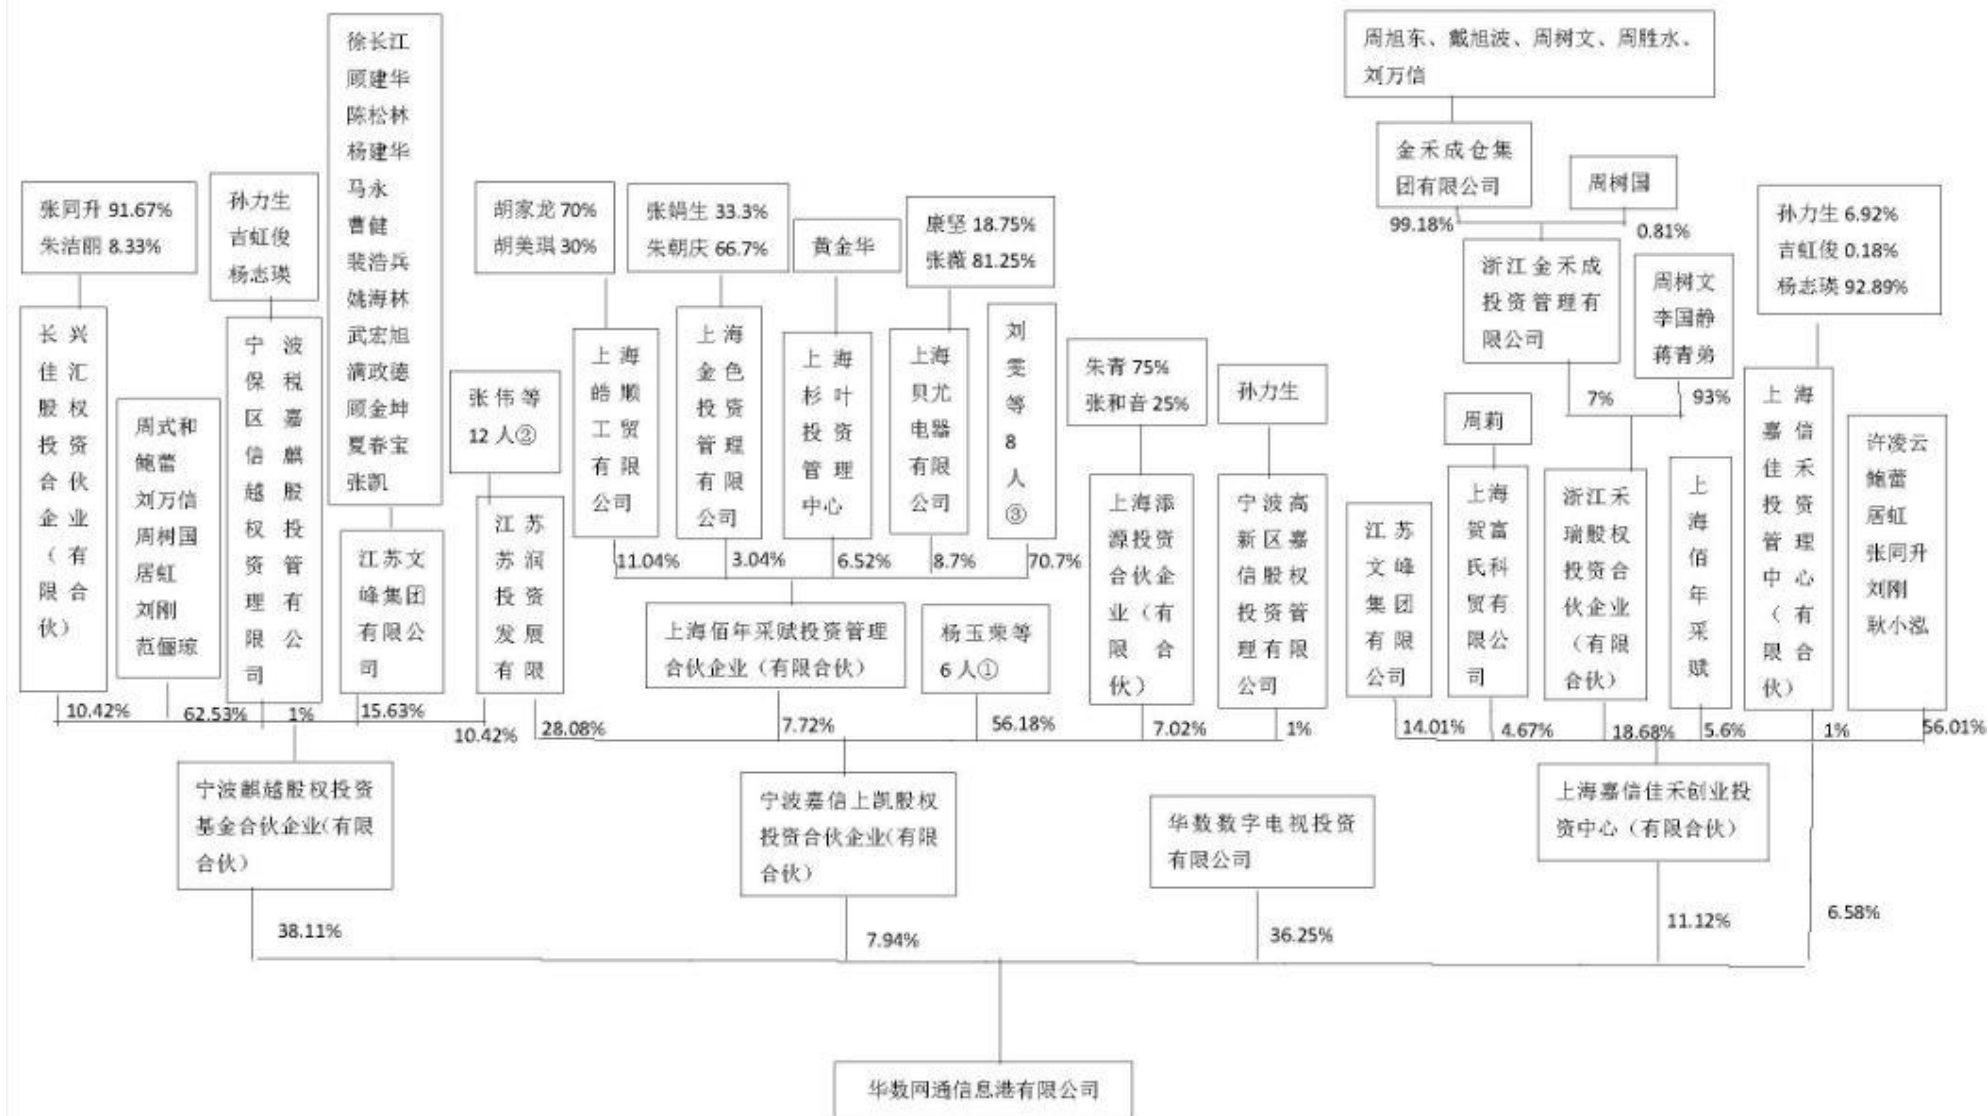 徐长江
顾建华
陈松林
杨建华
马永
曹健
裴浩兵
姚海林
武宏旭
满政德
顾金坤
夏春宝
张凯
周旭东、戴旭波、周树文、周胜水、
刘万信
金禾成仓集
团有限公司
周树国
99.18%
0.81%
张同升 91.67%
朱洁丽 8.33%
孙力生
吉虹俊
杨志瑛
胡家龙 70%
胡美琪 30%
张娟生 33.3%
朱朝庆 66.7%
黄金华
康坚 18.75%
张薇 81.25%
浙江金禾成
投资管理有
限公司
周树文
李国静
蒋青弟
孙力生 6.92%
吉虹俊 0.18%
杨志瑛 92.89%
7%
93%
长兴
佳汇
股权
投资
合伙
企业
（有
限合
伙）
周式和
鲍蕾
刘万信
周树国
居虹
刘刚
范俪琼
宁波
保税
区嘉
信麒
越股
权投
资管
理有
限公
司
江苏文
峰集团
有限公
司
张伟等
12人②
江苏
苏润
投资
发展
有限
上海
皓顺
工贸
有限
公司
上海
金色
投资
管理
有限
公司
上海
杉叶
投资
管理
中心
上海
贝尤
电器
有限
公司
刘
雯
等
8
人
③
11.04%
3.04%
6.52%
8.7%
70.7%
上海佰年采赋投资管理
合伙企业（有限合伙）
杨玉荣等
6人①
朱青 75%
张和音 25%
上海添
源投资
合伙企
业（有
限合
伙）
孙力生
宁波高
新区嘉
信股权
投资管
理有限
公司
江苏
文峰
集团
有限
公司
周莉
上海
贺富
氏科
贸有
限公
司
浙江禾
瑞股权
投资合
伙企业
（有限
合伙）
上
海
佰
年
采
赋
上海
嘉信
佳禾
投资
管理
中心
（有
限合
伙）
许凌云
鲍蕾
居虹
张同升
刘刚
耿小泓
10.42%
62.53%
1%
15.63%
10.42%
28.08%
7.72%
56.18%
7.02%
1%
14.01%
4.67%
18.68%
5.6%
1%
56.01%
宁波麒越股权投资
基金合伙企业（有限
合伙）
宁波嘉信上凯股权
投资合伙企业（有限
合伙）
华数数字电视投资
有限公司
上海嘉信佳禾创业投
资中心（有限合伙）
38.11%
7.94%
36.25%
11.12%
6.58%
华数网通信息港有限公司